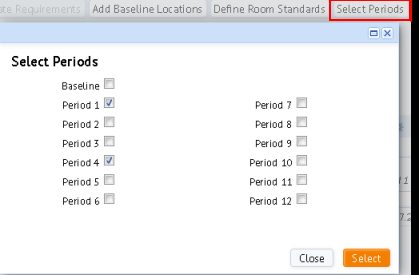 ate Requirements Add Baseline Locations Define Room Standards Select Periods
Select Periods
Baseline
Period 1 Period 7
Period 2 Period 8
Period 3 Period 9
Period 4 Period 10
Period 5 Period 11
Period 6 Period 12
Close Select